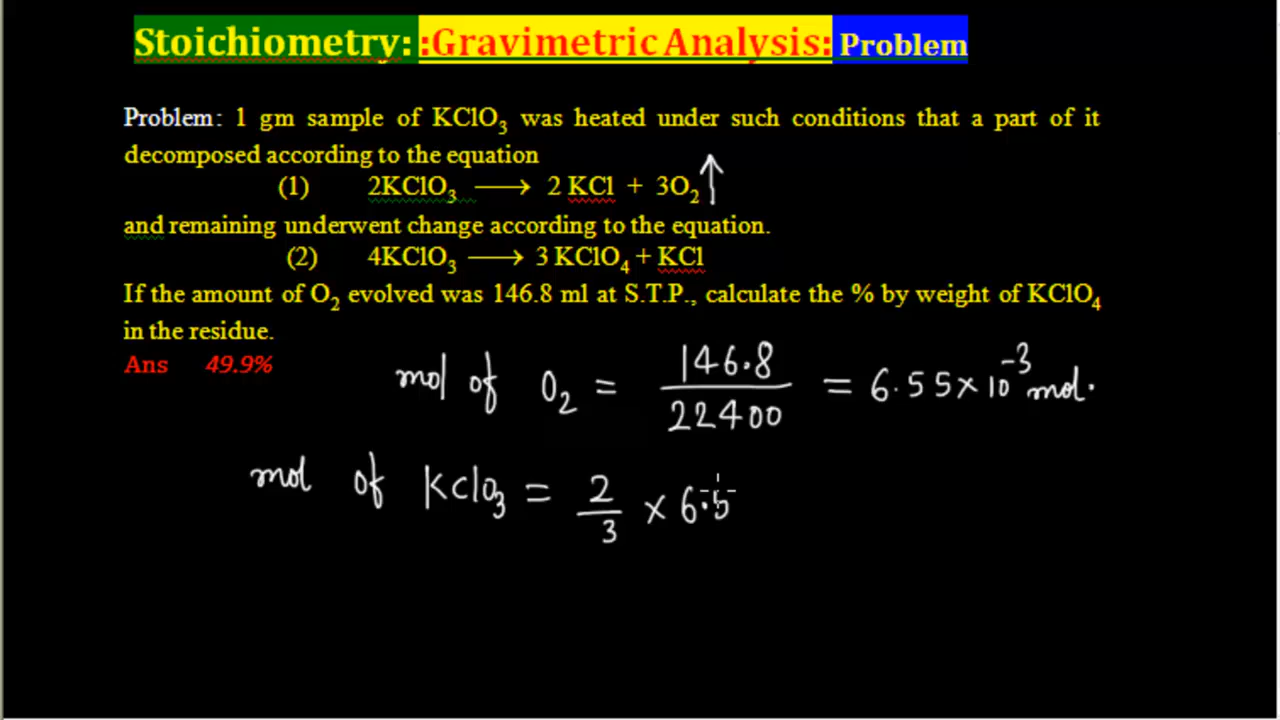 Stoichiometry: :Gravimetric Analysis: Problem
Problem: 1 gm sample of KClO₃ was heated under such conditions that a part of it
decomposed according to the equation
(1) 2KClO₃ ⟶ 2 KCl + 3O₂ ↑
and remaining underwent change according to the equation.
(2) 4KClO₃ ⟶ 3 KClO₄ + KCl
If the amount of O₂ evolved was 146.8 ml at S.T.P., calculate the % by weight of KClO₄
in the residue.
Ans 49.9%
mol of O₂ = 146.8 / 22400 = 6.55 × 10⁻³ mol.
mol of KClO₃ = 2/3 × 6.5